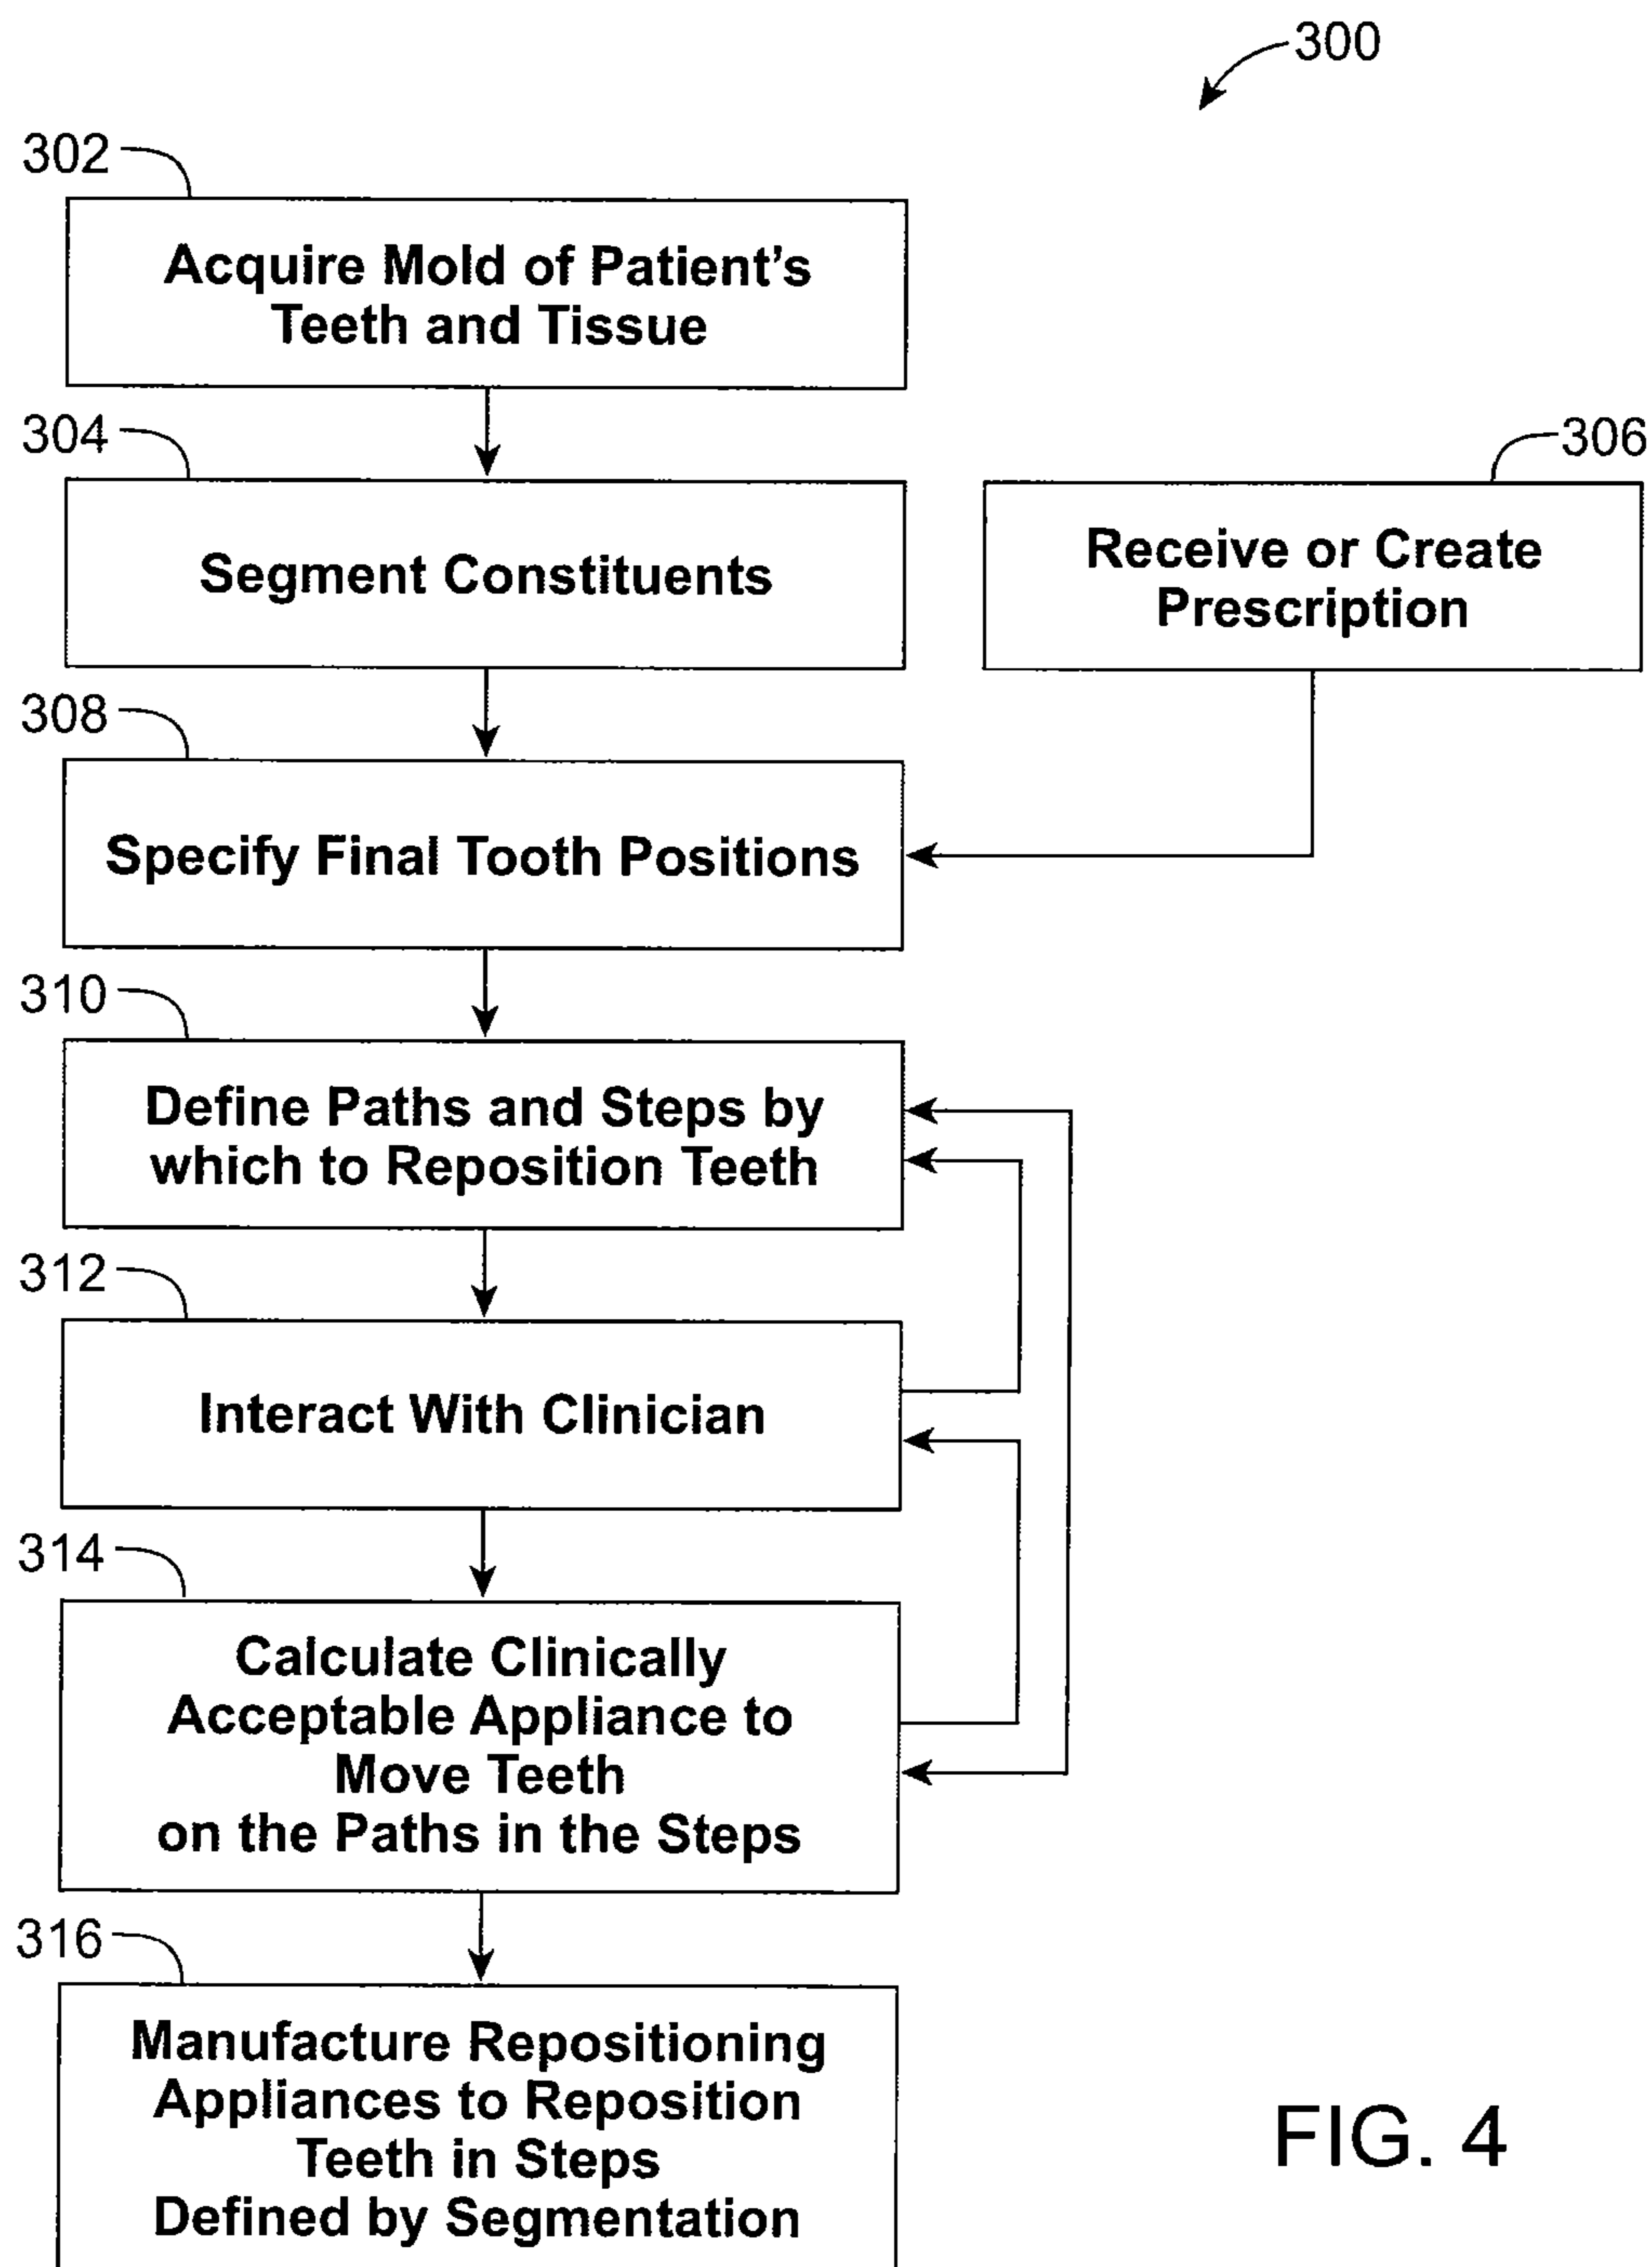 300
302
Acquire Mold of Patient's
Teeth and Tissue
304
Segment Constituents
306
Receive or Create
Prescription
308
Specify Final Tooth Positions
310
Define Paths and Steps by
which to Reposition Teeth
312
Interact With Clinician
314
Calculate Clinically
Acceptable Appliance to
Move Teeth
on the Paths in the Steps
316
Manufacture Repositioning
Appliances to Reposition
Teeth in Steps
Defined by Segmentation
FIG. 4